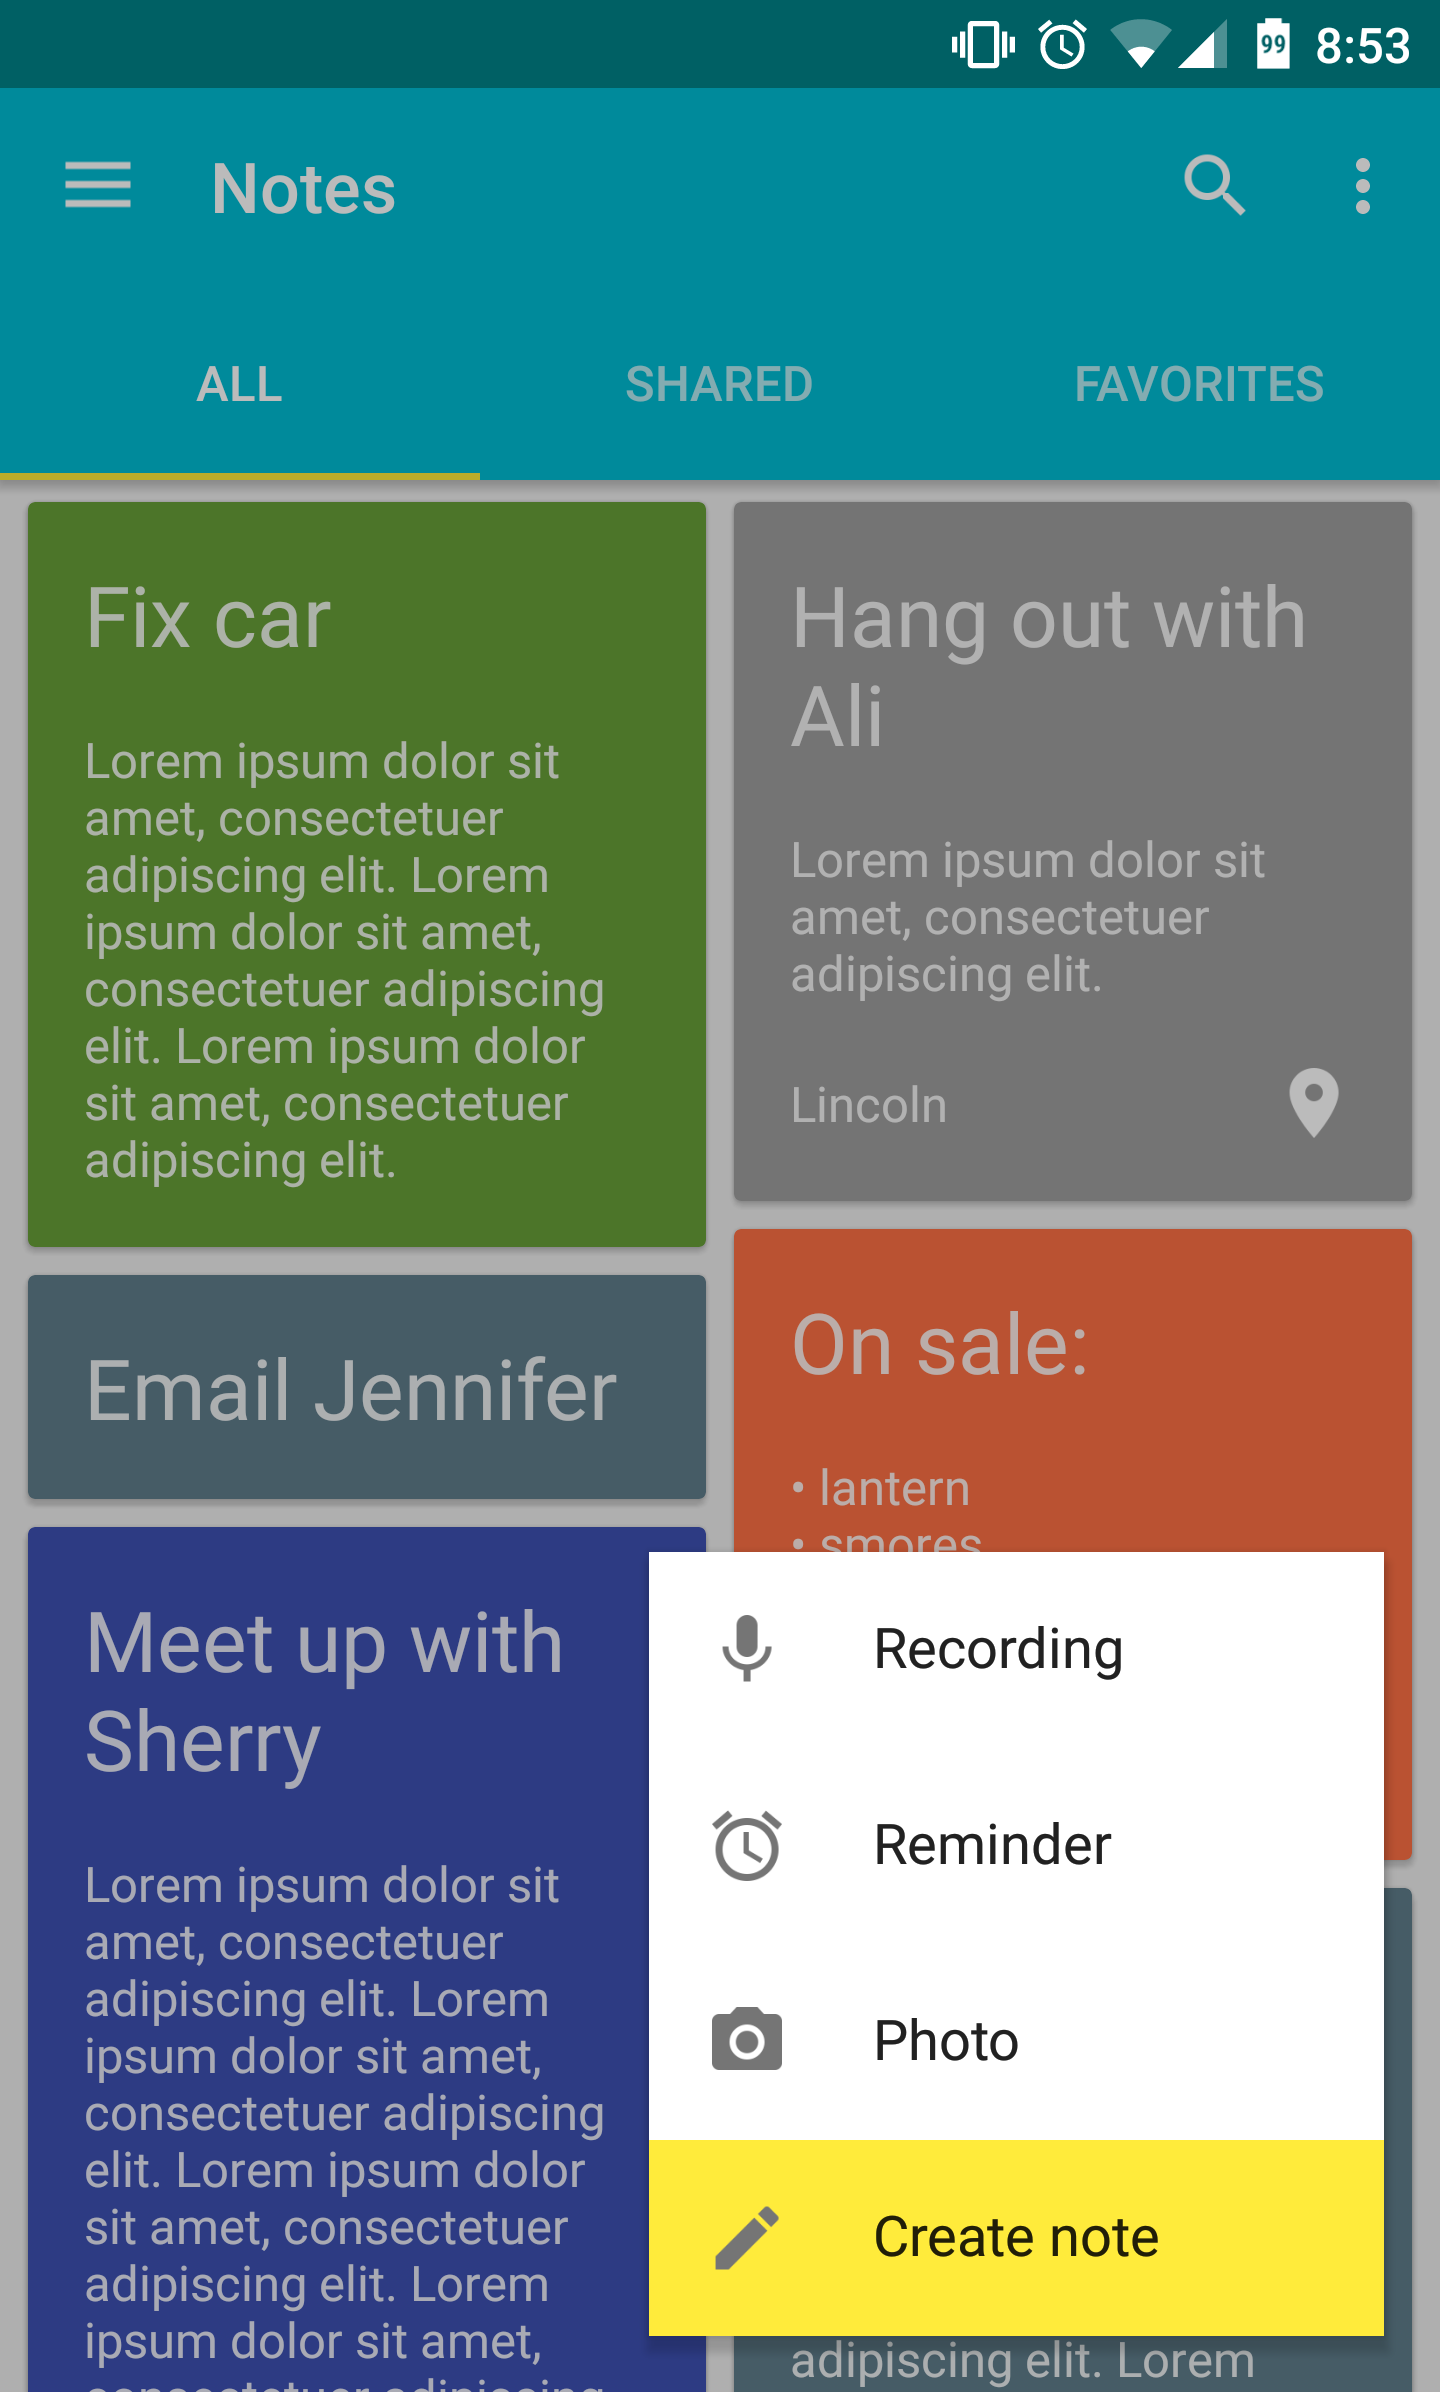 99 8:53
Notes
ALL SHARED FAVORITES
Fix car
Lorem ipsum dolor sit
amet, consectetuer
adipiscing elit. Lorem
ipsum dolor sit amet,
consectetuer adipiscing
elit. Lorem ipsum dolor
sit amet, consectetuer
adipiscing elit.
Hang out with
Ali
Lorem ipsum dolor sit
amet, consectetuer
adipiscing elit.
Lincoln
Email Jennifer
On sale:
• lantern
• smores
Meet up with
Sherry
Lorem ipsum dolor sit
amet, consectetuer
adipiscing elit. Lorem
ipsum dolor sit amet,
consectetuer adipiscing
elit. Lorem ipsum dolor
sit amet, consectetuer
adipiscing elit. Lorem
ipsum dolor sit amet,
consectetuer adipiscing
Recording
Reminder
Photo
Create note
adipiscing elit. Lorem